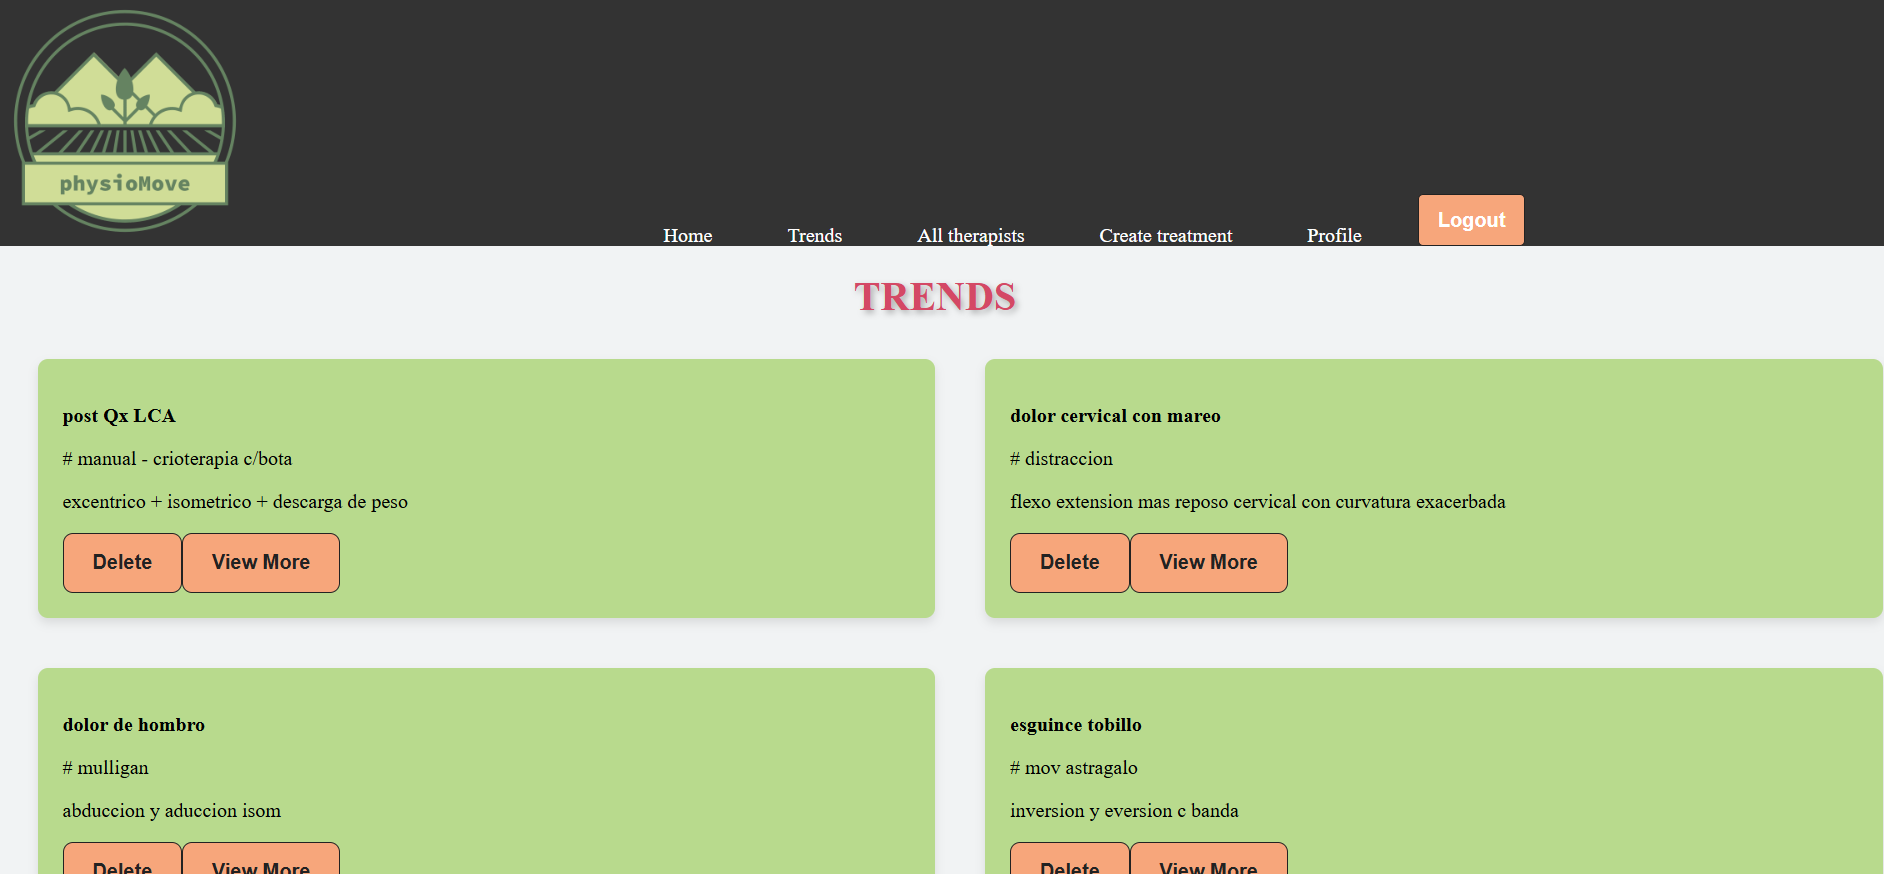 physioMove
Home Trends All therapists Create treatment Profile Logout
TRENDS
post Qx LCA
# manual - crioterapia c/bota
excentrico + isometrico + descarga de peso
Delete View More
dolor cervical con mareo
# distraccion
flexo extension mas reposo cervical con curvatura exacerbada
Delete View More
dolor de hombro
# mulligan
abduccion y aduccion isom
Delete View More
esguince tobillo
# mov astragalo
inversion y eversion c banda
Delete View More